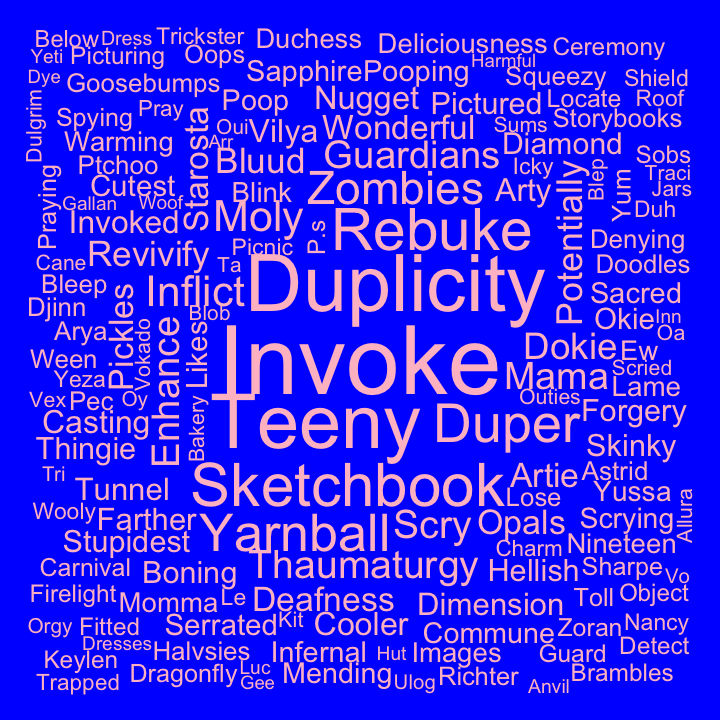 Below Dress Trickster Duchess Deliciousness Ceremony
Yeti Picturing Oops Harmful
Dye Goosebumps Sapphire Pooping Squeezy Shield
Dulgrim Spying Pray Poop Nugget Pictured Locate Roof
Oui Vilya Wonderful Sums Storybooks
Warming Starosta Arr Guardians Diamond
Ptchoo Bluud Icky Blep Sobs
Praying Cutest Blink Zombies Arty Yum Traci
Gallan Woof Jars
Invoked Moly P.s Rebuke Potentially Duh
Revivify Picnic Denying
Cane Ta Doodles
Bleep Inflict Duplicity Sacred
Djinn Blob Okie Inn
Arya Pickles Vokado Enhance Likes Oa
Ween Invoke Dokie Ew
Yeza Mama Scried
Vex Pec Oy Outies Lame
Casting Bakery Teeny Duper Forgery
Thingie Skinky
Tri Tunnel Sketchbook Artie Astrid
Lose Yussa
Wooly Farther Yarnball Scry Opals Scrying Allura
Stupidest Charm Nineteen
Carnival Boning Thaumaturgy Hellish Sharpe Vo
Firelight Momma Le Deafness Dimension Toll Object
Orgy Fitted Serrated Kit Cooler Commune Zoran Nancy
Dresses Halvsies Infernal Hut Images Guard Detect
Keylen Dragonfly Luc Mending Richter Brambles
Trapped Gee Ulog Anvil